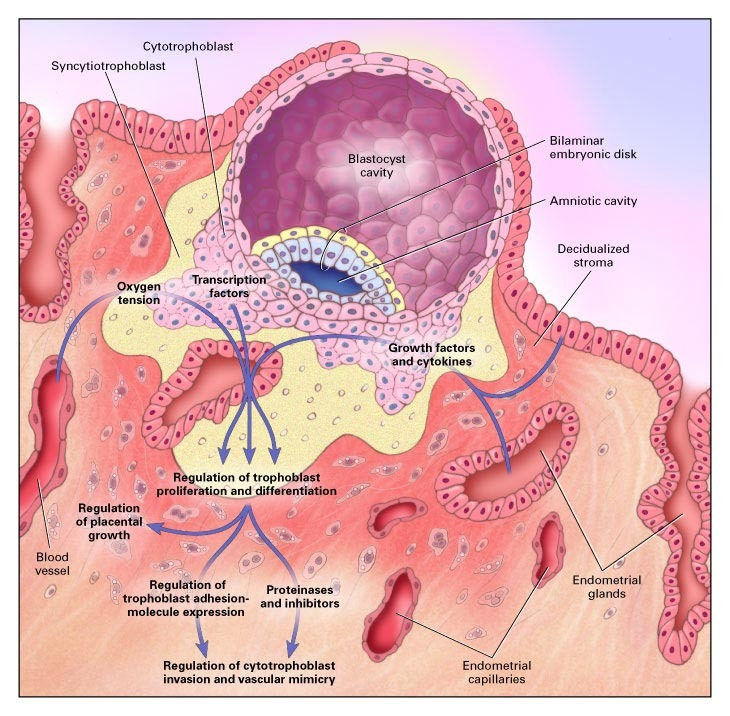 Cytotrophoblast
Syncytiotrophoblast
Blastocyst
cavity
Bilaminar
embryonic disk
Amniotic cavity
Decidualized
stroma
Oxygen
tension
Transcription
factors
Growth factors
and cytokines
Regulation of trophoblast
proliferation and differentiation
Regulation
of placental
growth
Blood
vessel
Regulation of
trophoblast adhesion-
molecule expression
Proteinases
and inhibitors
Endometrial
glands
Regulation of cytotrophoblast
invasion and vascular mimicry
Endometrial
capillaries